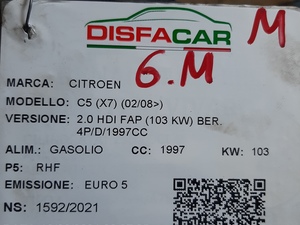 DISFACAR
M
6.M
MARCA: CITROEN
MODELLO: C5 (X7) (02/08>)
VERSIONE: 2.0 HDI FAP (103 KW) BER.
4P/D/1997CC
ALIM.: GASOLIO CC: 1997 KW: 103
P5: RHF
EMISSIONE: EURO 5
NS: 1592/2021